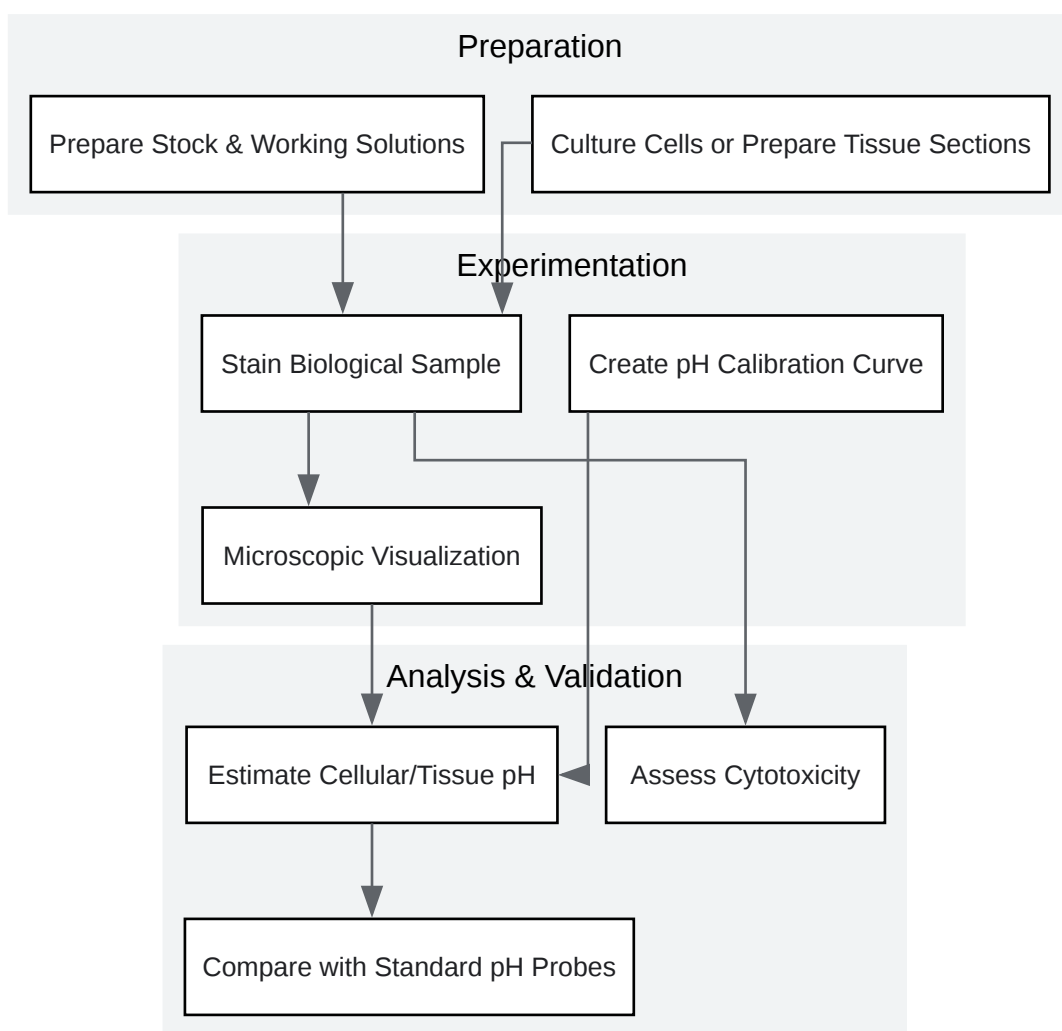 Preparation
Prepare Stock & Working Solutions
Culture Cells or Prepare Tissue Sections
Experimentation
Stain Biological Sample
Create pH Calibration Curve
Microscopic Visualization
Analysis & Validation
Estimate Cellular/Tissue pH
Assess Cytotoxicity
Compare with Standard pH Probes